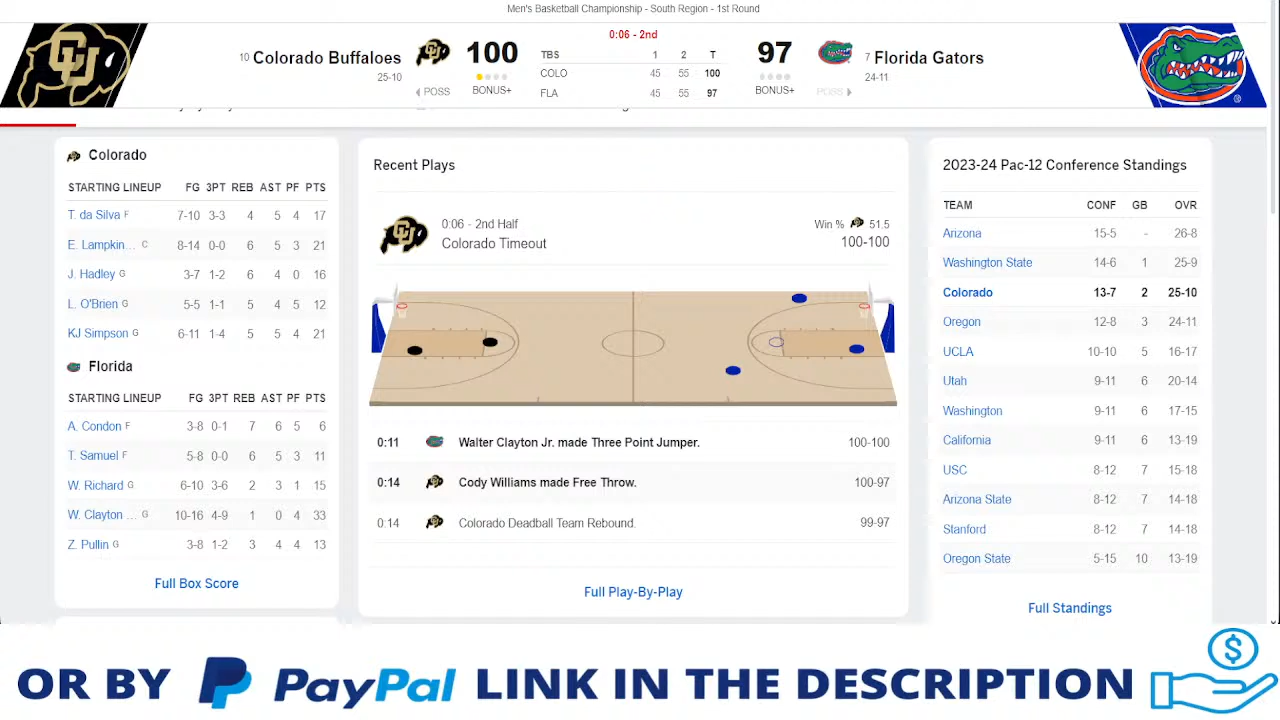 Men's Basketball Championship - South Region - 1st Round
10 Colorado Buffaloes
25-10
100
BONUS+
POSS
0:06 - 2nd
TBS 1 2 T
COLO 45 55 100
FLA 45 55 97
97
BONUS+
POSS
7 Florida Gators
24-11
Colorado
STARTING LINEUP FG 3PT REB AST PF PTS
T. da Silva F 7-10 3-3 4 5 4 17
E. Lampkin... C 8-14 0-0 6 5 3 21
J. Hadley G 3-7 1-2 6 4 0 16
L. O'Brien G 5-5 1-1 5 4 5 12
KJ Simpson G 6-11 1-4 5 5 4 21
Florida
STARTING LINEUP FG 3PT REB AST PF PTS
A. Condon F 3-8 0-1 7 6 5 6
T. Samuel F 5-8 0-0 6 5 3 11
W. Richard G 6-10 3-6 2 3 1 15
W. Clayton ... G 10-16 4-9 1 0 4 33
Z. Pullin G 3-8 1-2 3 4 4 13
Full Box Score
Recent Plays
0:06 - 2nd Half
Colorado Timeout
Win % 51.5
100-100
0:11 Walter Clayton Jr. made Three Point Jumper. 100-100
0:14 Cody Williams made Free Throw. 100-97
0:14 Colorado Deadball Team Rebound. 99-97
Full Play-By-Play
2023-24 Pac-12 Conference Standings
TEAM CONF GB OVR
Arizona 15-5 - 26-8
Washington State 14-6 1 25-9
Colorado 13-7 2 25-10
Oregon 12-8 3 24-11
UCLA 10-10 5 16-17
Utah 9-11 6 20-14
Washington 9-11 6 17-15
California 9-11 6 13-19
USC 8-12 7 15-18
Arizona State 8-12 7 14-18
Stanford 8-12 7 14-18
Oregon State 5-15 10 13-19
Full Standings
OR BY PayPal LINK IN THE DESCRIPTION